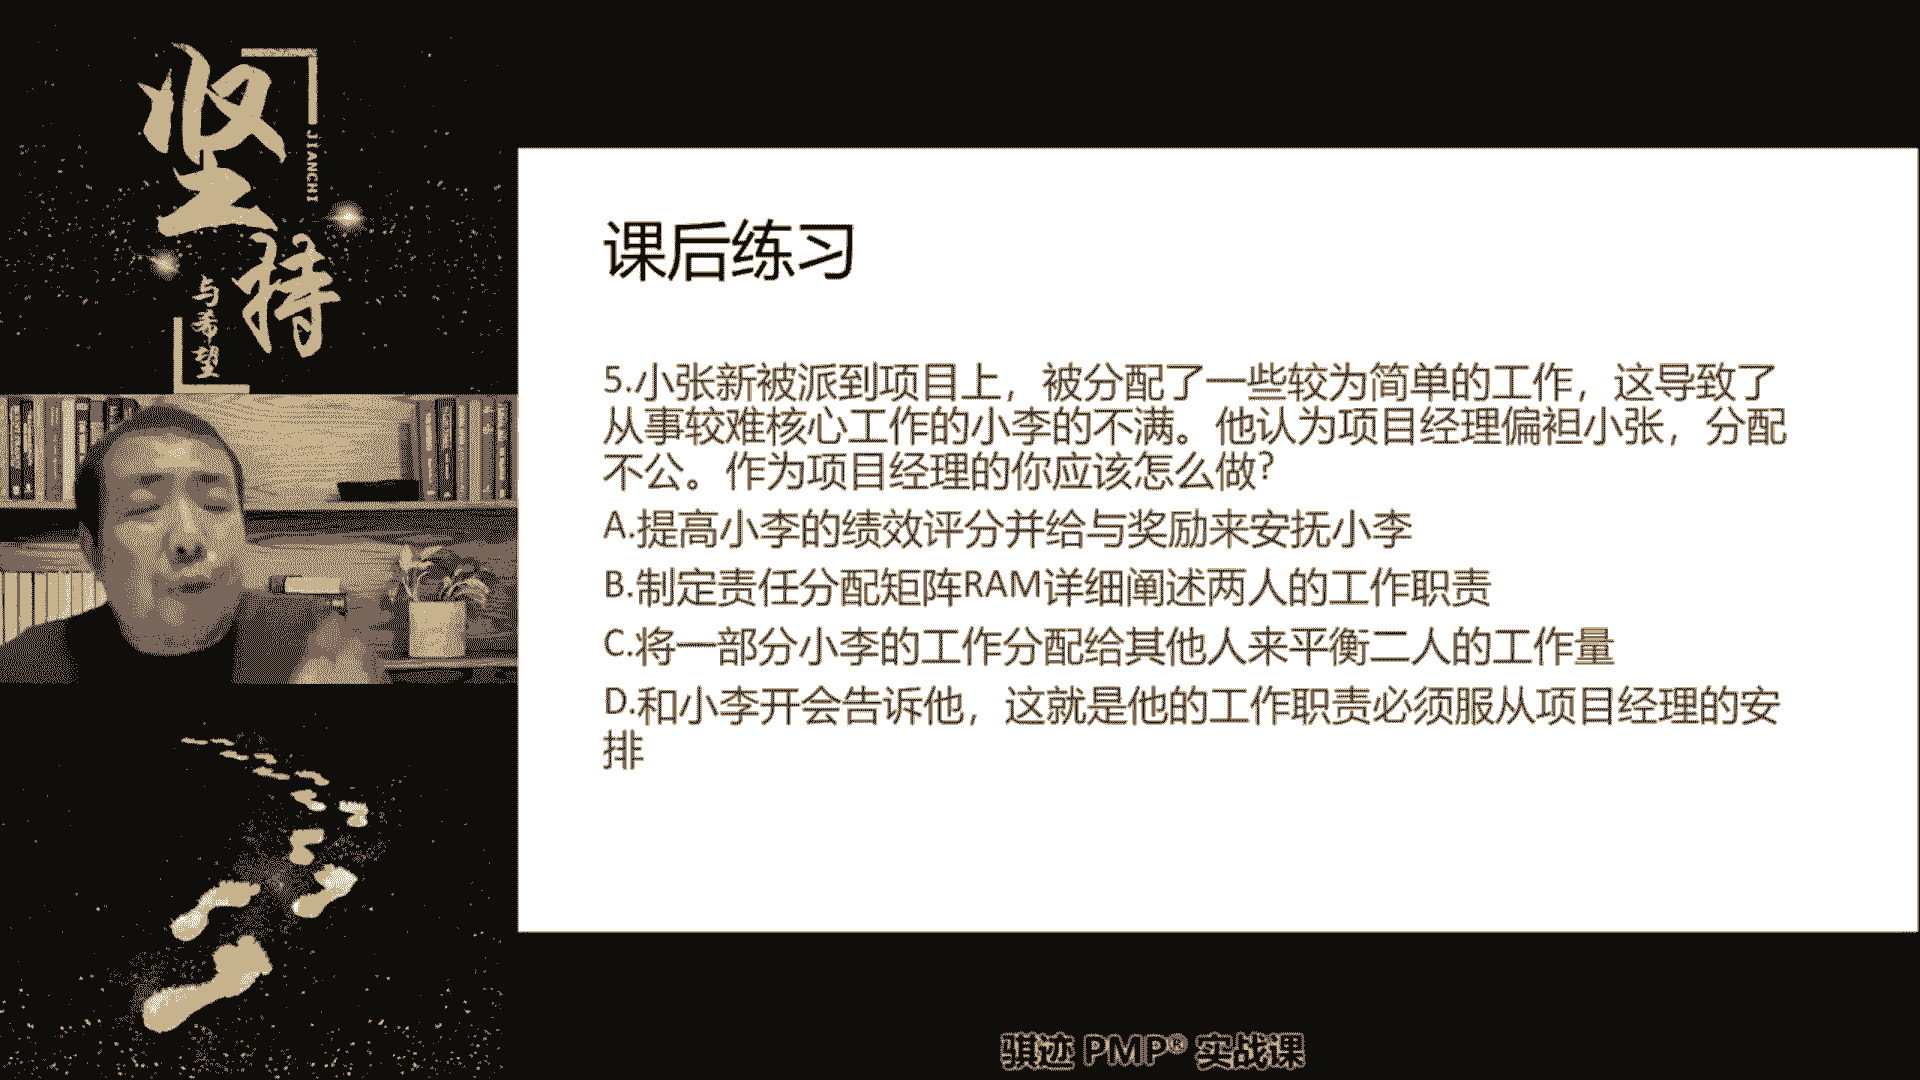 坚持
JIANCHI
与希望
课后练习
5.小张新被派到项目上，被分配了一些较为简单的工作，这导致了
从事较难核心工作的小李的不满。他认为项目经理偏袒小张，分配
不公。作为项目经理的你应该怎么做?
A.提高小李的绩效评分并给与奖励来安抚小李
B.制定责任分配矩阵RAM详细阐述两人的工作职责
C.将一部分小李的工作分配给其他人来平衡二人的工作量
D.和小李开会告诉他，这就是他的工作职责必须服从项目经理的安
排
骐迹 PMP® 实战课